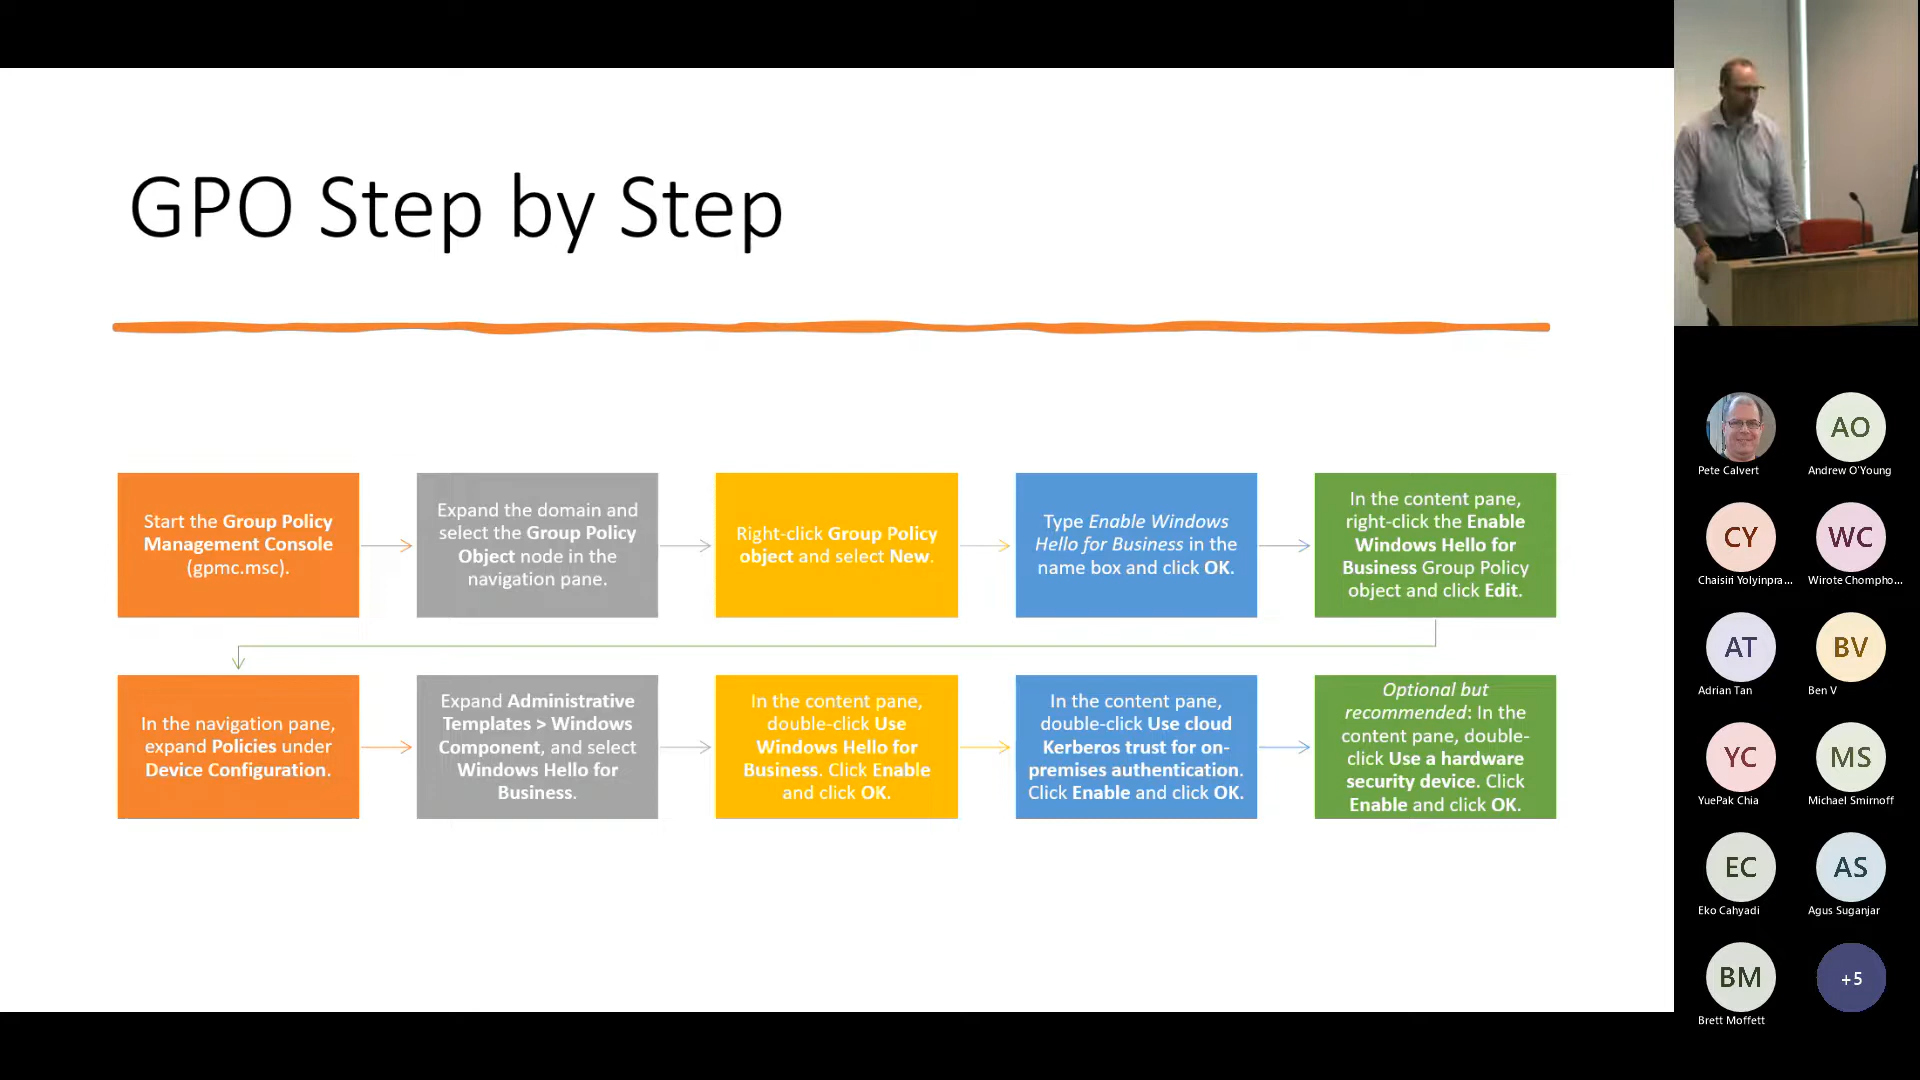 GPO Step by Step
Start the Group Policy
Management Console
(gpmc.msc).
Expand the domain and
select the Group Policy
Object node in the
navigation pane.
Right-click Group Policy
object and select New.
Type Enable Windows
Hello for Business in the
name box and click OK.
In the content pane,
right-click the Enable
Windows Hello for
Business Group Policy
object and click Edit.
In the navigation pane,
expand Policies under
Device Configuration.
Expand Administrative
Templates > Windows
Component, and select
Windows Hello for
Business.
In the content pane,
double-click Use
Windows Hello for
Business. Click Enable
and click OK.
In the content pane,
double-click Use cloud
Kerberos trust for on-
premises authentication.
Click Enable and click OK.
Optional but
recommended: In the
content pane, double-
click Use a hardware
security device. Click
Enable and click OK.
Pete Calvert
AO
Andrew O'Young
CY
Chaisiri Yolyinpra...
WC
Wirote Chompho...
AT
Adrian Tan
BV
Ben V
YC
YuePak Chia
MS
Michael Smirnoff
EC
Eko Cahyadi
AS
Agus Suganjar
BM
Brett Moffett
+5